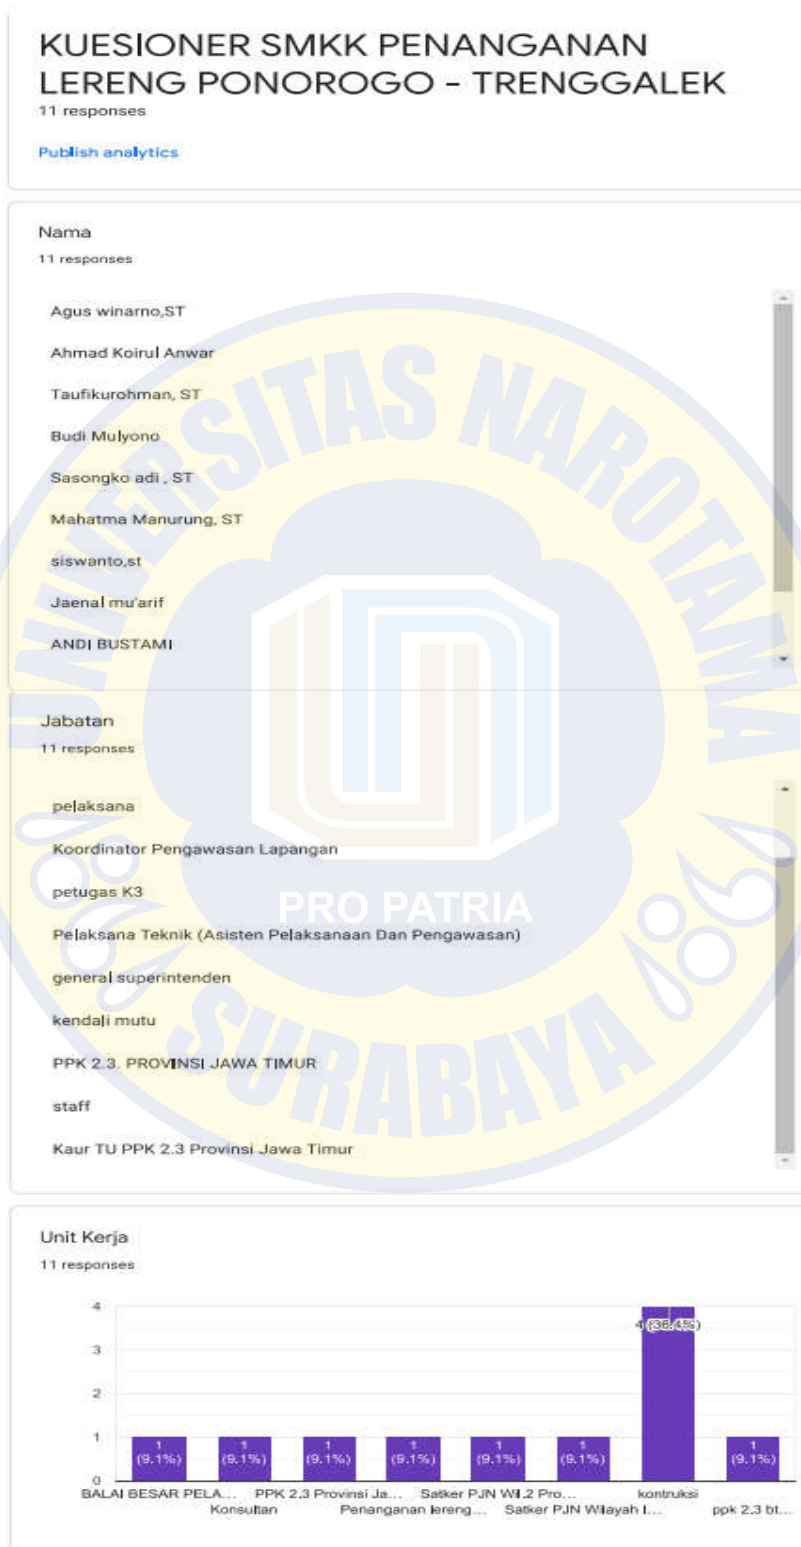 KUESIONER SMKK PENANGANAN
LERENG PONOROGO - TRENGGALEK
11 responses
Publish analytics
Nama
11 responses
Agus winarno,ST
Ahmad Koirul Anwar
Taufikurohman, ST
Budi Mulyono
Sasongko adi , ST
Mahatma Manurung, ST
siswanto,st
Jaenal mu'arif
ANDI BUSTAMI
UNIVERSITAS NAROTAMA
PRO PATRIA
SURABAYA
Jabatan
11 responses
pelaksana
Koordinator Pengawasan Lapangan
petugas K3
Pelaksana Teknik (Asisten Pelaksanaan Dan Pengawasan)
general superintenden
kendali mutu
PPK 2.3. PROVINSI JAWA TIMUR
staff
Kaur TU PPK 2.3 Provinsi Jawa Timur
Unit Kerja
11 responses
4
3
2
1
0
1 (9.1%)
1 (9.1%)
1 (9.1%)
1 (9.1%)
1 (9.1%)
1 (9.1%)
4 (36.4%)
1 (9.1%)
BALAI BESAR PELA...
Konsultan
PPK 2.3 Provinsi Ja...
Penanganan lereng...
Satker PJN Wil.2 Pro...
Satker PJN Wilayah I...
kontruksi
ppk 2.3 bt...